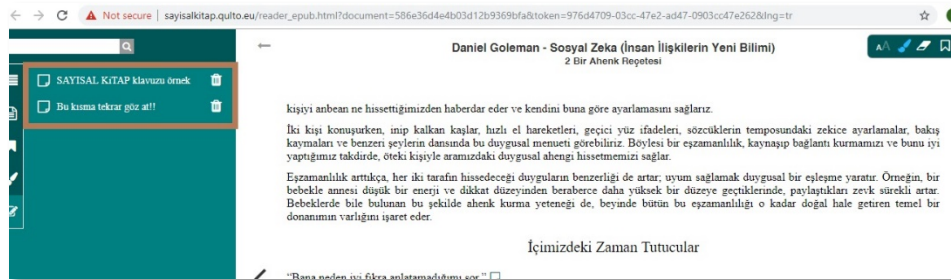 Not secure | sayisalkitap.qulto.eu/reader_epub.html?document=586e36d4e4b03d12b9369bfa&token=976d4709-03cc-47e2-ad47-0903cc47e262&lng=tr
Daniel Goleman - Sosyal Zeka (İnsan İlişkilerin Yeni Bilimi)
2 Bir Ahenk Reçetesi
AA
SAYISAL KiTAP klavuzu örnek
Bu kısma tekrar göz at!!
kişiyi anbean ne hissettiğimizden haberdar eder ve kendini buna göre ayarlamasını sağlarız.
İki kişi konuşurken, inip kalkan kaşlar, hızlı el hareketleri, geçici yüz ifadeleri, sözcüklerin temposundaki zekice ayarlamalar, bakış
kaymaları ve benzeri şeylerin dansında bu duygusal menueti görebiliriz. Böylesi bir eşzamanlılık, kaynaşıp bağlantı kurmamızı ve bunu iyi
yaptığımız takdirde, öteki kişiyle aramızdaki duygusal ahengi hissetmemizi sağlar.
Eşzamanlılık arttıkça, her iki tarafın hissedeceği duyguların benzerliği de artar; uyum sağlamak duygusal bir eşleşme yaratır. Örneğin, bir
bebekle annesi düşük bir enerji ve dikkat düzeyinden beraberce daha yüksek bir düzeye geçtiklerinde, paylaştıkları zevk sürekli artar.
Bebeklerde bile bulunan bu şekilde ahenk kurma yeteneği de, beyinde bütün bu eşzamanlılığı o kadar doğal hale getiren temel bir
donanımın varlığını işaret eder.
İçimizdeki Zaman Tutucular
“Bana neden iyi fıkra anlatamadığımı sor.”